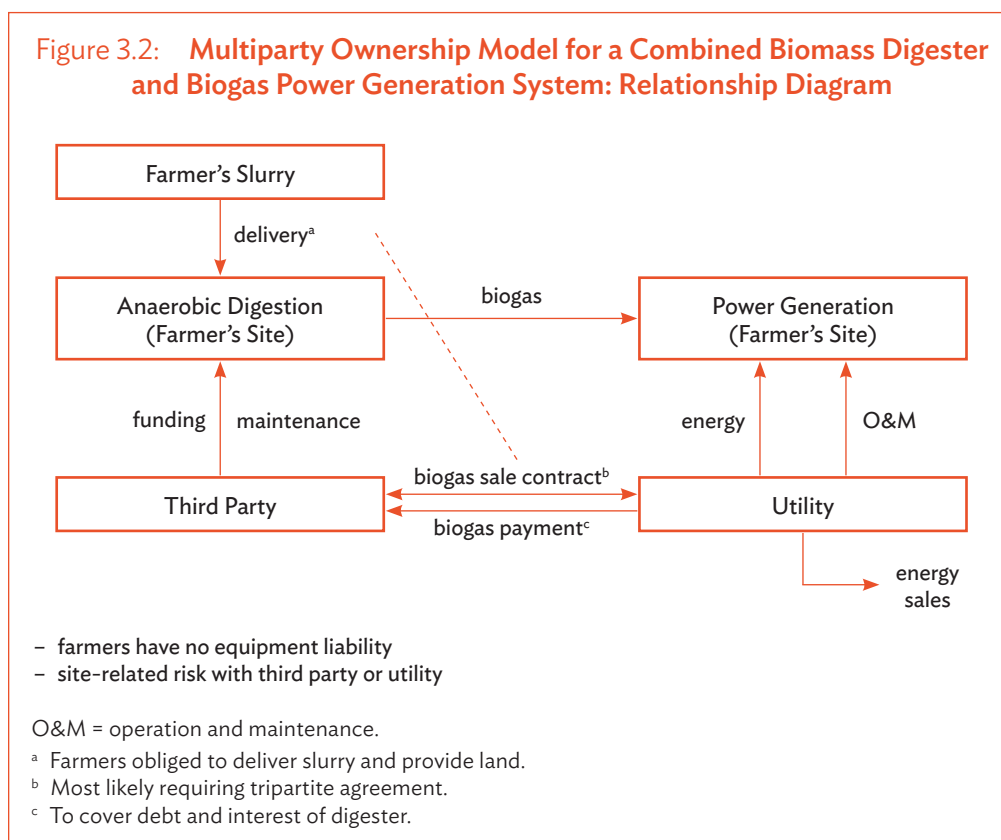 Figure 3.2: Multiparty Ownership Model for a Combined Biomass Digester
and Biogas Power Generation System: Relationship Diagram
Farmer's Slurry
deliveryᵃ
Anaerobic Digestion
(Farmer's Site)
biogas
Power Generation
(Farmer's Site)
funding
maintenance
energy
O&M
Third Party
biogas sale contractᵇ
biogas paymentᶜ
Utility
energy
sales
– farmers have no equipment liability
– site-related risk with third party or utility
O&M = operation and maintenance.
ᵃ Farmers obliged to deliver slurry and provide land.
ᵇ Most likely requiring tripartite agreement.
ᶜ To cover debt and interest of digester.